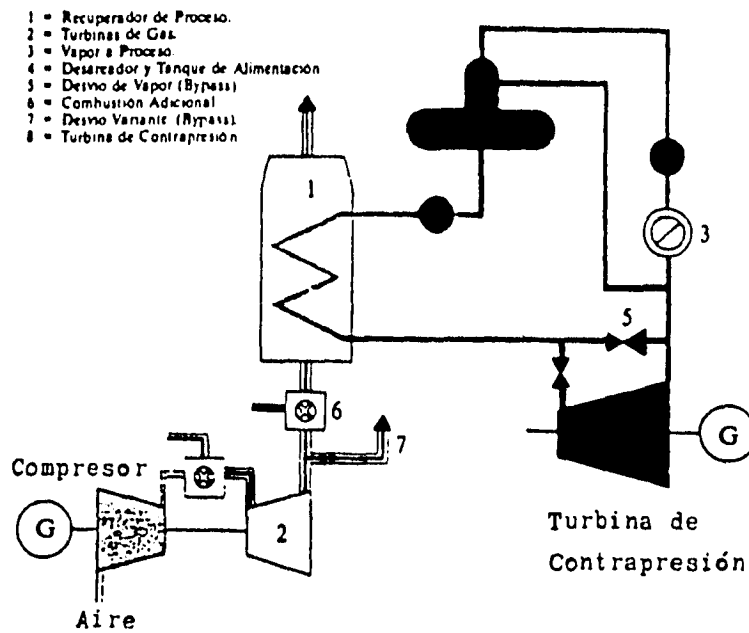 1 = Recuperador de Proceso.
2 = Turbinas de Gas.
3 = Vapor a Proceso.
4 = Desaereador y Tanque de Alimentación
5 = Desvio de Vapor (Bypass)
6 = Combustión Adicional
7 = Desvio Variante (Bypass).
8 = Turbina de Contrapresión
1
3
5
6
7
G
Compresor
2
G
Turbina de
Contrapresión
Aire